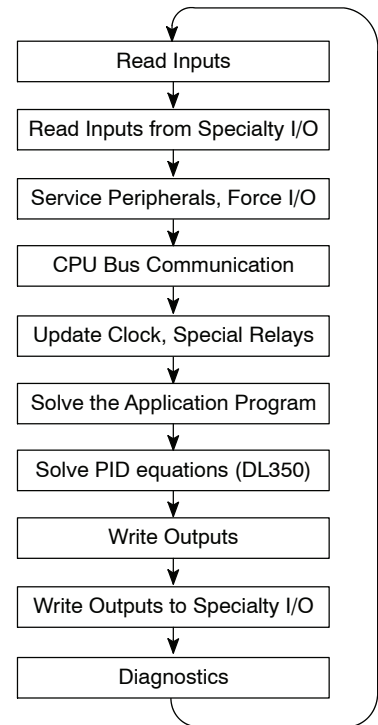 Read Inputs
Read Inputs from Specialty I/O
Service Peripherals, Force I/O
CPU Bus Communication
Update Clock, Special Relays
Solve the Application Program
Solve PID equations (DL350)
Write Outputs
Write Outputs to Specialty I/O
Diagnostics